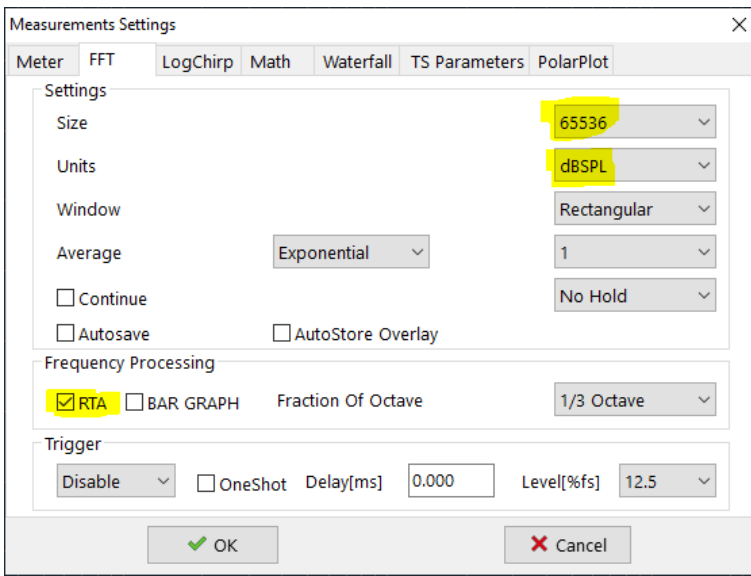 Measurements Settings
Meter FFT LogChirp Math Waterfall TS Parameters PolarPlot
Settings
Size 65536
Units dBSPL
Window Rectangular
Average Exponential 1
Continue No Hold
Autosave AutoStore Overlay
Frequency Processing
RTA BAR GRAPH Fraction Of Octave 1/3 Octave
Trigger
Disable OneShot Delay[ms] 0.000 Level[%fs] 12.5
OK Cancel